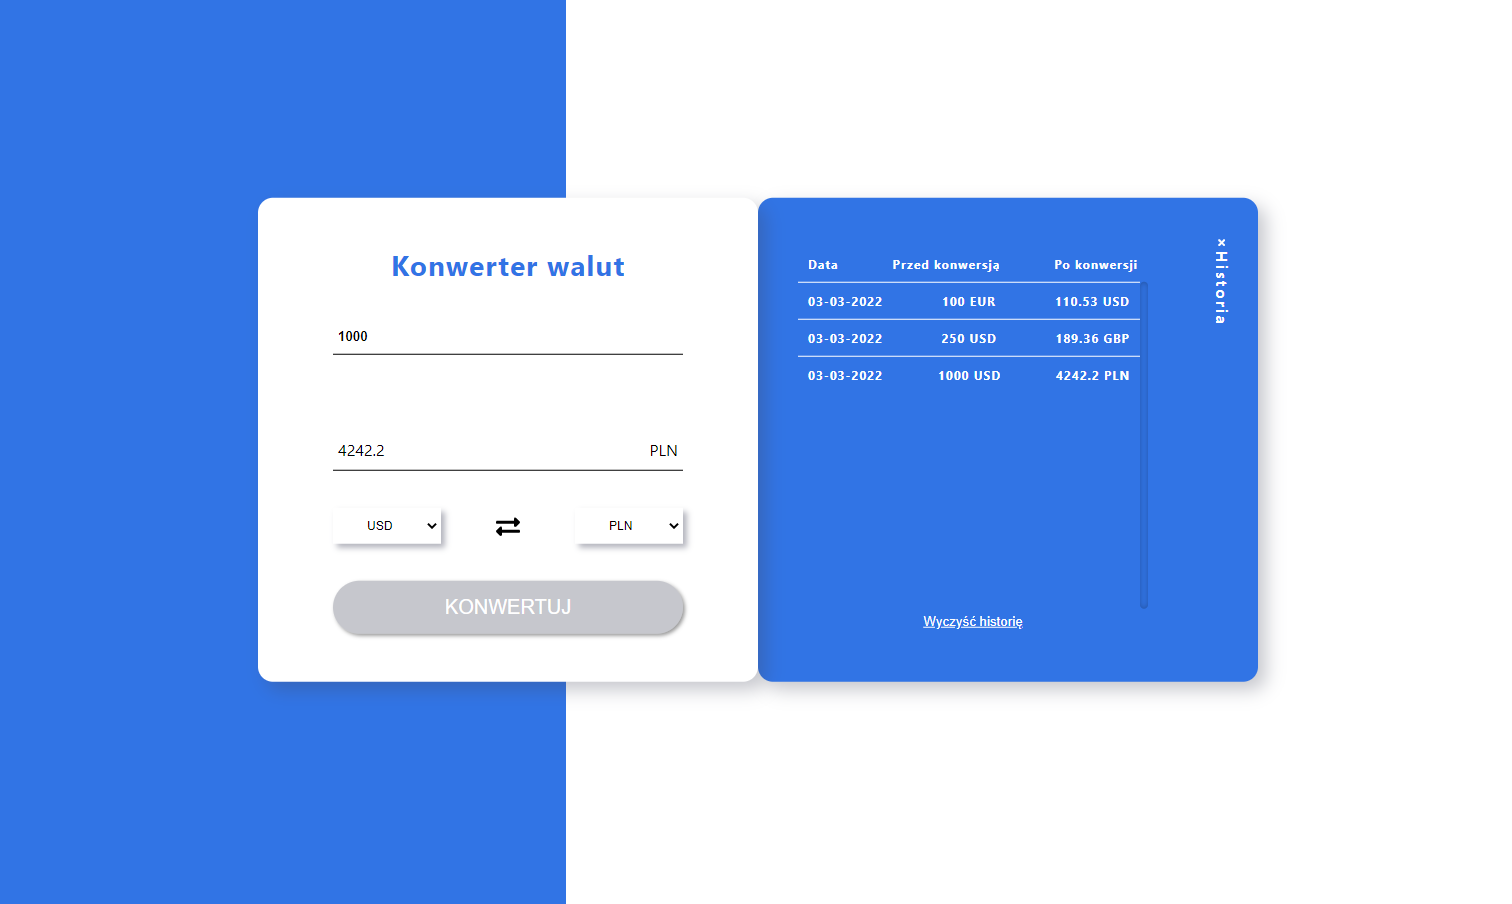 Konwerter walut
1000
4242.2 PLN
USD PLN
KONWERTUJ
Data Przed konwersją Po konwersji
03-03-2022 100 EUR 110.53 USD
03-03-2022 250 USD 189.36 GBP
03-03-2022 1000 USD 4242.2 PLN
Wyczyść historię
×Historia